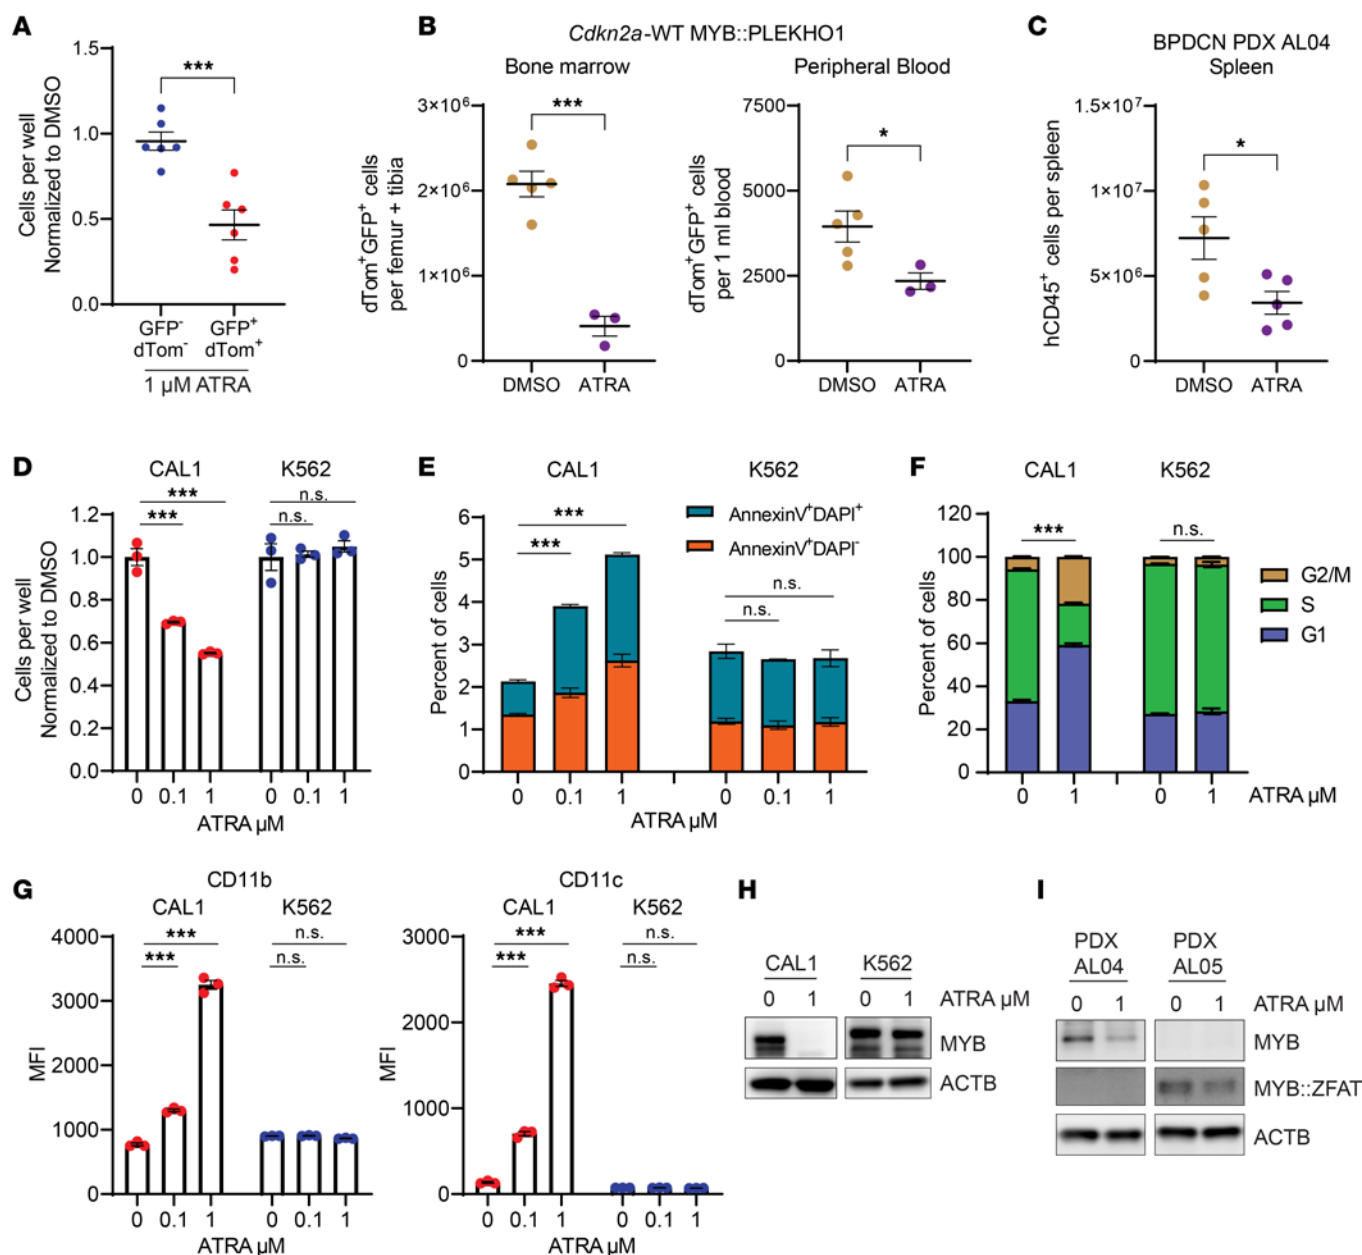 A
1.5
1.0
0.5
0.0
Cells per well
Normalized to DMSO
***
GFP⁻
dTom⁻
GFP⁺
dTom⁺
1 µM ATRA
B
Cdkn2a-WT MYB::PLEKHO1
Bone marrow
3×10⁶
2×10⁶
1×10⁶
0
dTom⁺GFP⁺ cells
per femur + tibia
***
DMSO
ATRA
Peripheral Blood
7500
5000
2500
0
dTom⁺GFP⁺ cells
per 1 ml blood
*
DMSO
ATRA
C
BPDCN PDX AL04
Spleen
1.5×10⁷
1×10⁷
5×10⁶
0
hCD45⁺ cells per spleen
*
DMSO
ATRA
D
CAL1
K562
***
***
n.s.
n.s.
1.2
1.0
0.8
0.6
0.4
0.2
0.0
Cells per well
Normalized to DMSO
0
0.1
1
0
0.1
1
ATRA µM
E
CAL1
K562
AnnexinV⁺DAPI⁺
AnnexinV⁺DAPI⁻
***
***
n.s.
n.s.
6
5
4
3
2
1
0
Percent of cells
0
0.1
1
0
0.1
1
ATRA µM
F
CAL1
K562
***
n.s.
100
80
60
40
20
0
Percent of cells
G2/M
S
G1
0
1
0
1
ATRA µM
G
CD11b
CAL1
K562
***
***
n.s.
n.s.
4000
3000
2000
1000
0
MFI
0
0.1
1
0
0.1
1
ATRA µM
CD11c
CAL1
K562
***
***
n.s.
n.s.
3000
2000
1000
0
MFI
0
0.1
1
0
0.1
1
ATRA µM
H
CAL1
K562
0
1
0
1
ATRA µM
MYB
ACTB
I
PDX
AL04
PDX
AL05
0
1
0
1
ATRA µM
MYB
MYB::ZFAT
ACTB